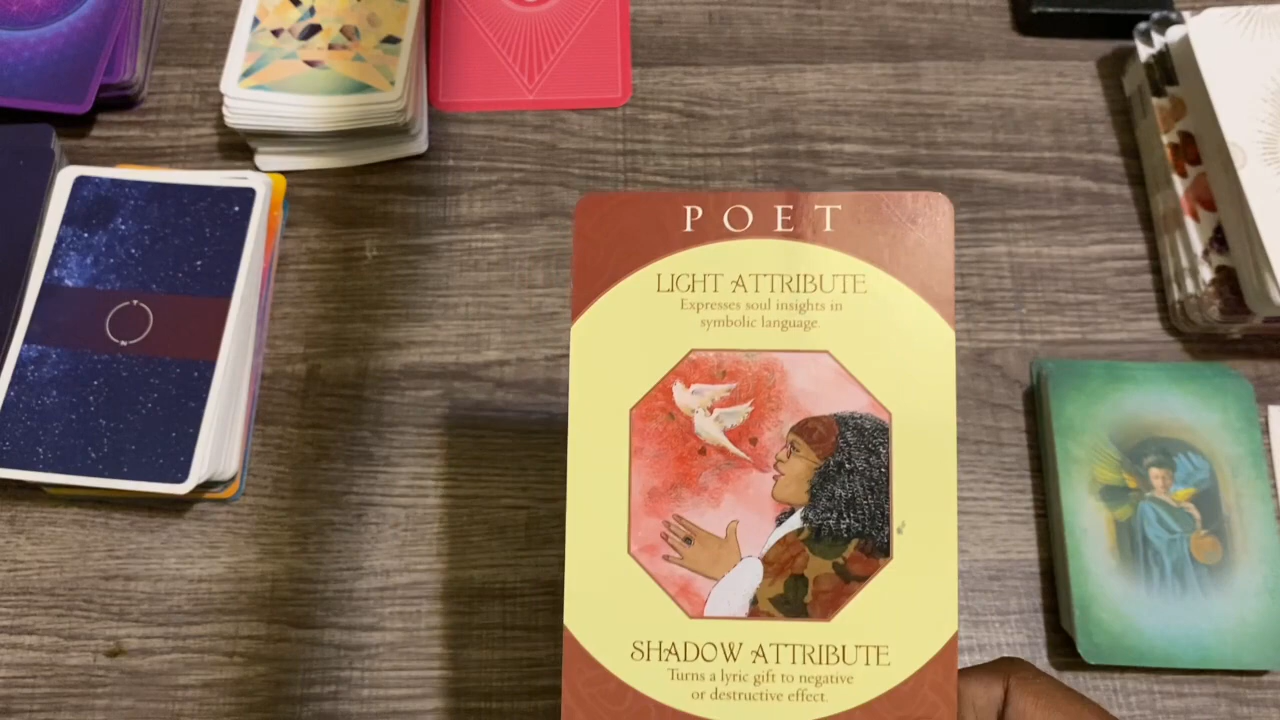 POET
LIGHT ATTRIBUTE
Expresses soul insights in
symbolic language.
SHADOW ATTRIBUTE
Turns a lyric gift to negative
or destructive effect.